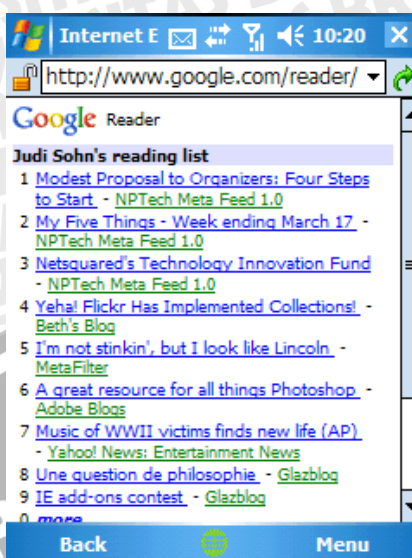 Internet E 10:20
http://www.google.com/reader/
Google Reader
Judi Sohn's reading list
1 Modest Proposal to Organizers: Four Steps
to Start - NPTech Meta Feed 1.0
2 My Five Things - Week ending March 17 -
NPTech Meta Feed 1.0
3 Netsquared's Technology Innovation Fund
- NPTech Meta Feed 1.0
4 Yeha! Flickr Has Implemented Collections! -
Beth's Blog
5 I'm not stinkin', but I look like Lincoln -
MetaFilter
6 A great resource for all things Photoshop -
Adobe Blogs
7 Music of WWII victims finds new life (AP)
- Yahoo! News: Entertainment News
8 Une question de philosophie - Glazblog
9 IE add-ons contest - Glazblog
0 more
Back Menu